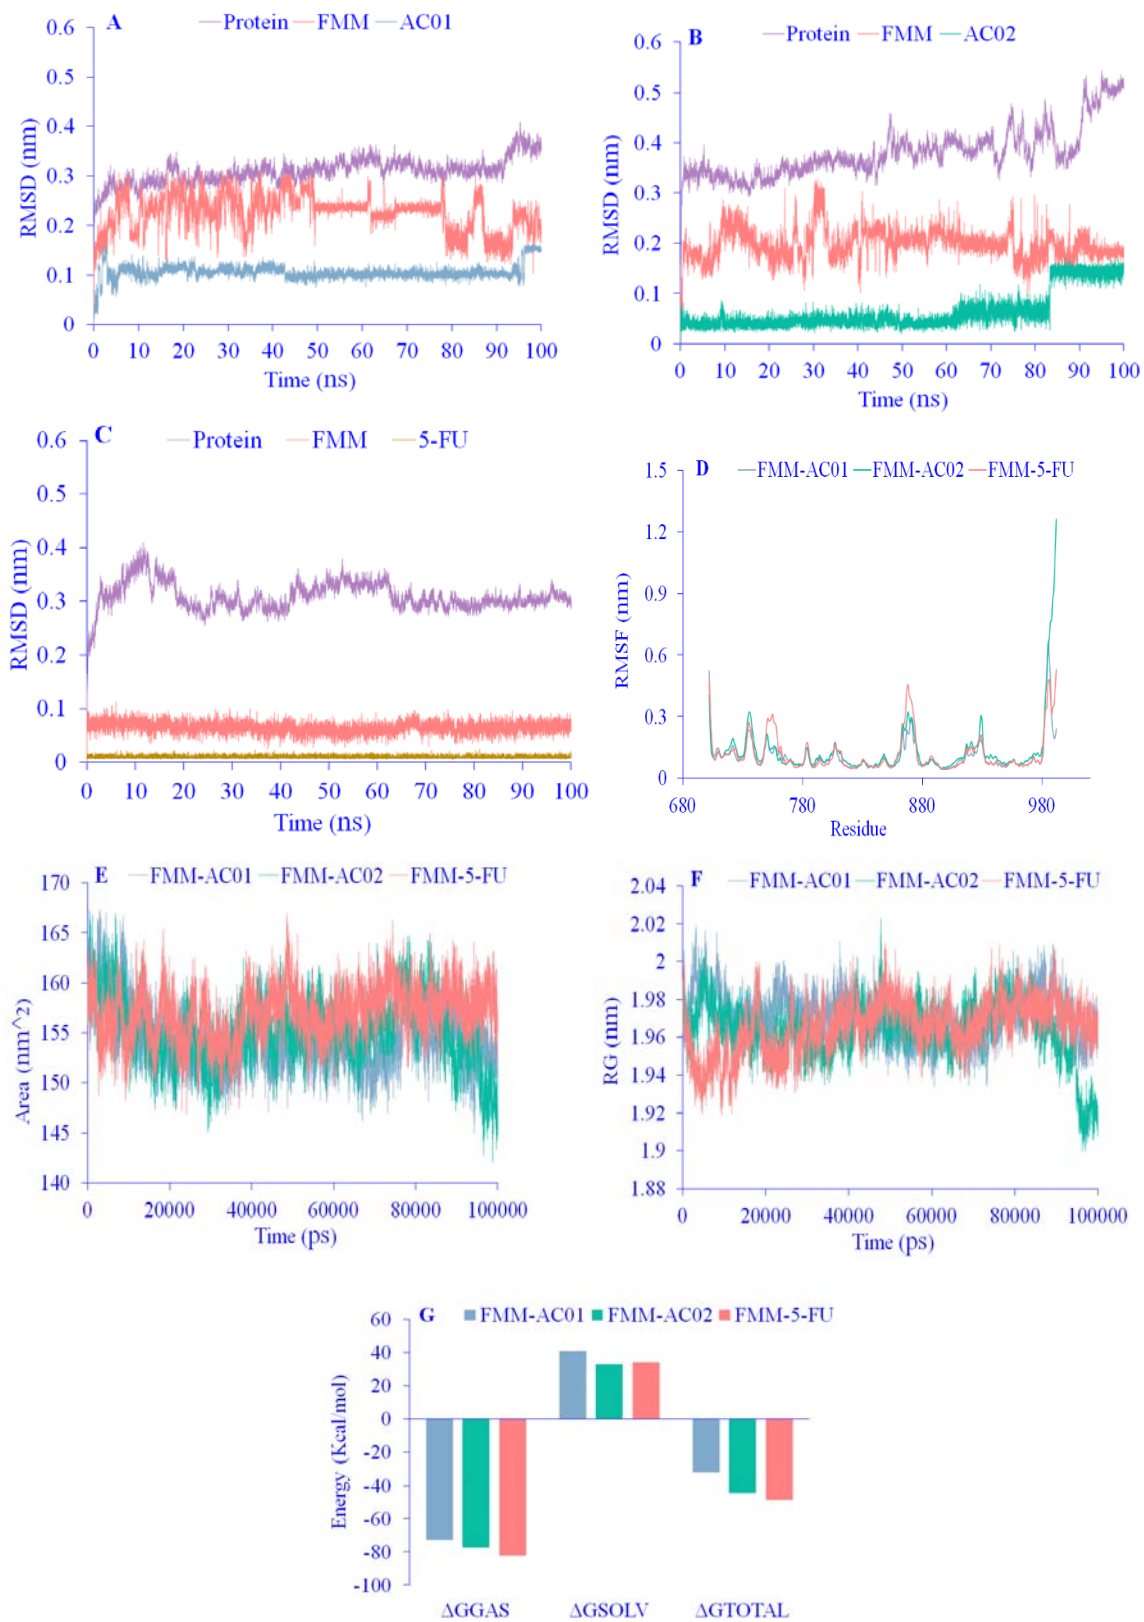 A
Protein FMM AC01
RMSD (nm)
0.6
0.5
0.4
0.3
0.2
0.1
0
0 10 20 30 40 50 60 70 80 90 100
Time (ns)
B
Protein FMM AC02
RMSD (nm)
0.6
0.5
0.4
0.3
0.2
0.1
0
0 10 20 30 40 50 60 70 80 90 100
Time (ns)
C
Protein FMM 5-FU
RMSD (nm)
0.6
0.5
0.4
0.3
0.2
0.1
0
0 10 20 30 40 50 60 70 80 90 100
Time (ns)
D
FMM-AC01 FMM-AC02 FMM-5-FU
RMSF (nm)
1.5
1.2
0.9
0.6
0.3
0
680 780 880 980
Residue
E
FMM-AC01 FMM-AC02 FMM-5-FU
Area (nm^2)
170
165
160
155
150
145
140
0 20000 40000 60000 80000 100000
Time (ps)
F
FMM-AC01 FMM-AC02 FMM-5-FU
RG (nm)
2.04
2.02
2
1.98
1.96
1.94
1.92
1.9
1.88
0 20000 40000 60000 80000 100000
Time (ps)
G
FMM-AC01 FMM-AC02 FMM-5-FU
Energy (Kcal/mol)
60
40
20
0
-20
-40
-60
-80
-100
ΔGGAS ΔGSOLV ΔGTOTAL